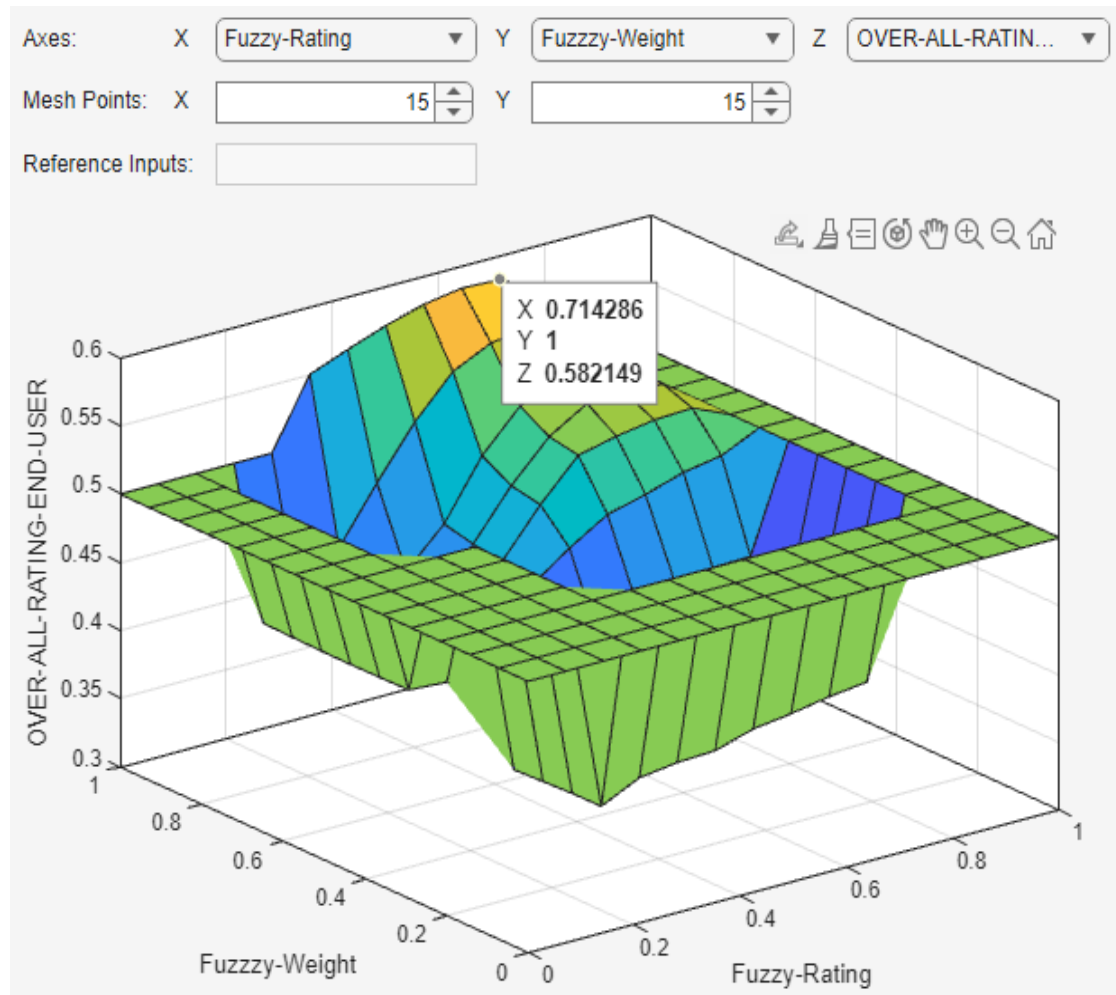 Axes: X Fuzzy-Rating Y Fuzzzy-Weight Z OVER-ALL-RATIN...
Mesh Points: X 15 Y 15
Reference Inputs:
X 0.714286
Y 1
Z 0.582149
OVER-ALL-RATING-END-USER
0.6
0.55
0.5
0.45
0.4
0.35
0.3
1
0.8
0.6
0.4
0.2
0
Fuzzzy-Weight
0
0.2
0.4
0.6
0.8
1
Fuzzy-Rating